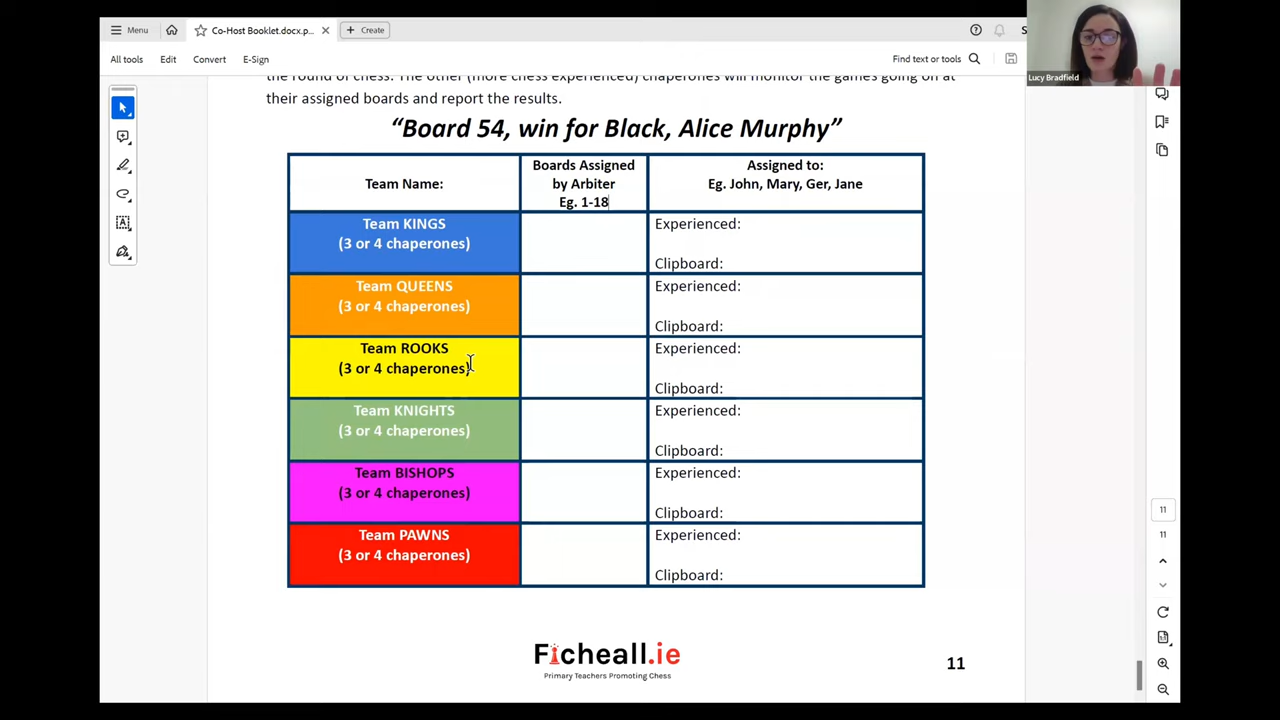 Menu
Co-Host Booklet.docx.p...
Create
All tools
Edit
Convert
E-Sign
Find text or tools
Lucy Bradfield
the round of chess. The other (more chess experienced) chaperones will monitor the games going on at
their assigned boards and report the results.
“Board 54, win for Black, Alice Murphy”
Team Name:
Boards Assigned
by Arbiter
Eg. 1-18
Assigned to:
Eg. John, Mary, Ger, Jane
Team KINGS
(3 or 4 chaperones)
Experienced:
Clipboard:
Team QUEENS
(3 or 4 chaperones)
Experienced:
Clipboard:
Team ROOKS
(3 or 4 chaperones)
Experienced:
Clipboard:
Team KNIGHTS
(3 or 4 chaperones)
Experienced:
Clipboard:
Team BISHOPS
(3 or 4 chaperones)
Experienced:
Clipboard:
Team PAWNS
(3 or 4 chaperones)
Experienced:
Clipboard:
Ficheall.ie
Primary Teachers Promoting Chess
11
11
11